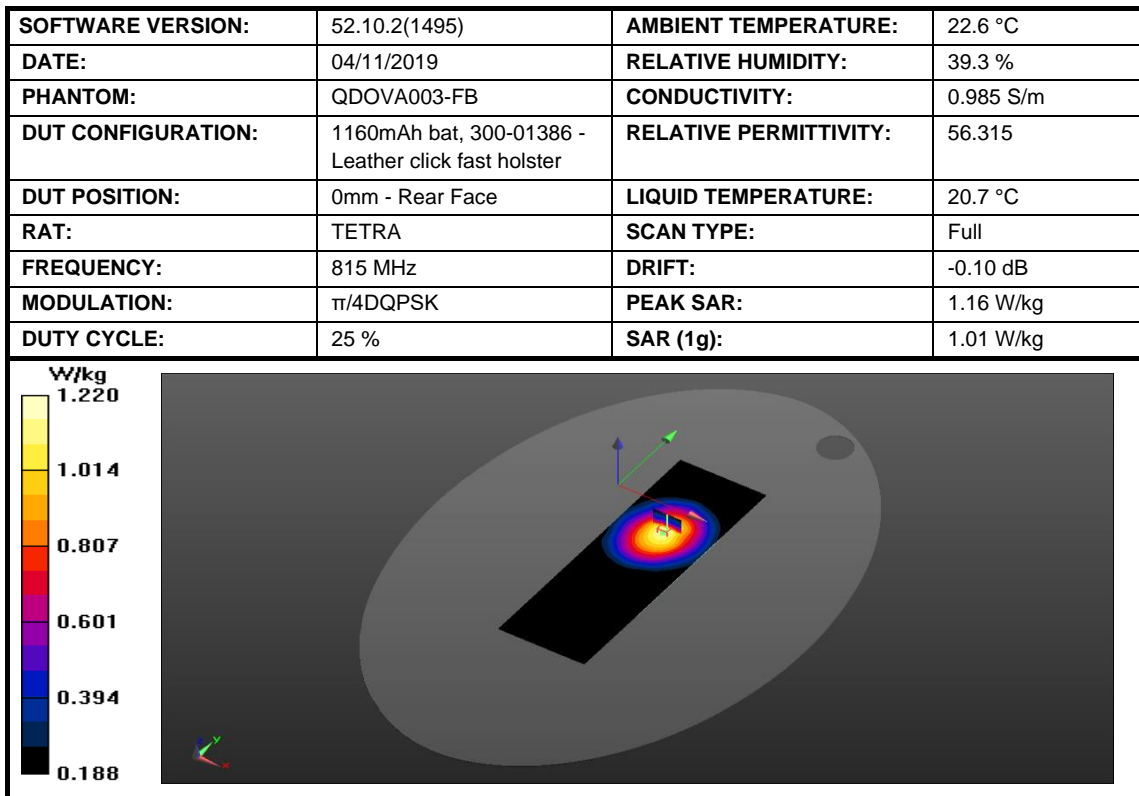 SOFTWARE VERSION: 52.10.2(1495) AMBIENT TEMPERATURE: 22.6 °C
DATE: 04/11/2019 RELATIVE HUMIDITY: 39.3 %
PHANTOM: QDOVA003-FB CONDUCTIVITY: 0.985 S/m
DUT CONFIGURATION: 1160mAh bat, 300-01386 - RELATIVE PERMITTIVITY: 56.315
Leather click fast holster
DUT POSITION: 0mm - Rear Face LIQUID TEMPERATURE: 20.7 °C
RAT: TETRA SCAN TYPE: Full
FREQUENCY: 815 MHz DRIFT: -0.10 dB
MODULATION: π/4DQPSK PEAK SAR: 1.16 W/kg
DUTY CYCLE: 25 % SAR (1g): 1.01 W/kg
W/kg
1.220
1.014
0.807
0.601
0.394
0.188
z
y
x